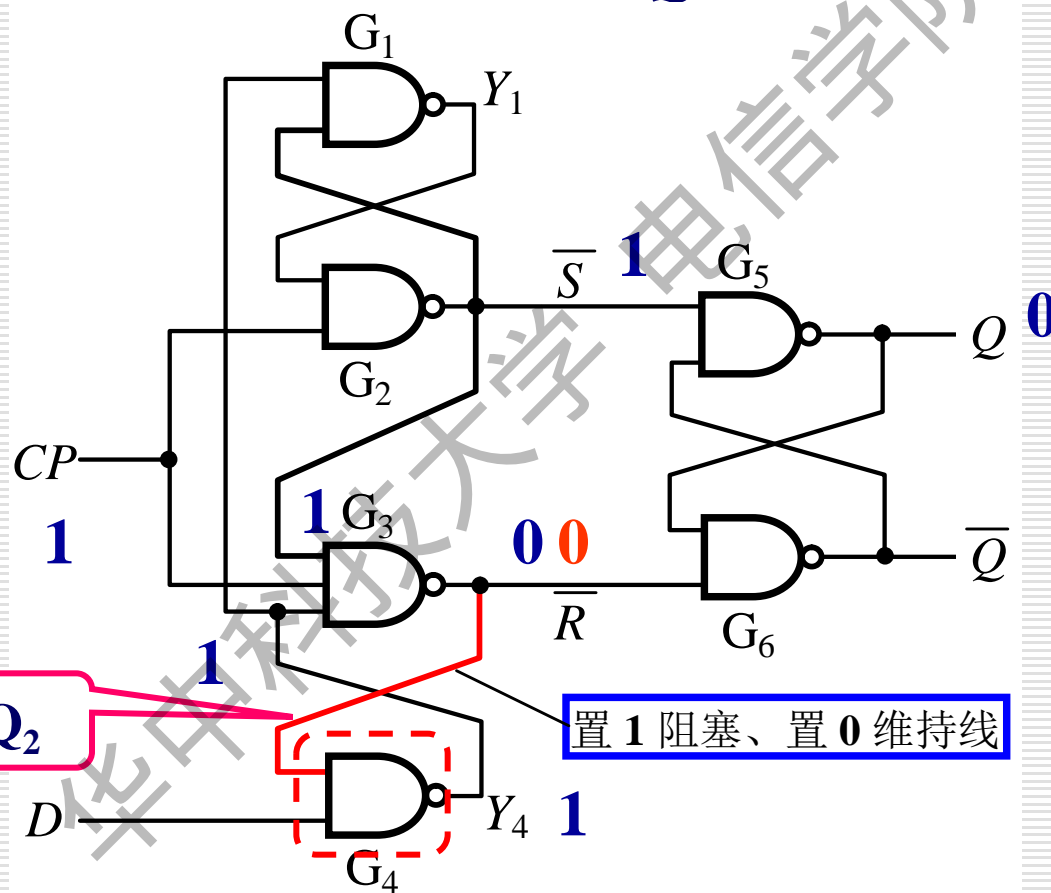 G₁
Y₁
S̅ 1
G₅
Q 0
G₂
CP
1
1 G₃
0 0
R̅
Q̅
G₆
1
Q₂
置 1 阻塞、置 0 维持线
D
Y₄ 1
G₄
华中科技大学 电信学院